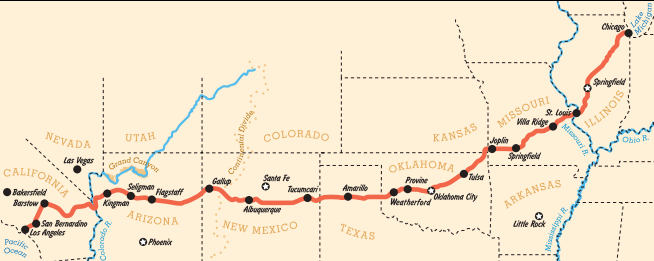 Chicago
Lake
Michigan
Springfield
ILLINOIS
St. Louis
MISSOURI
Villa Ridge
Missouri R.
Ohio R.
Joplin
Springfield
KANSAS
OKLAHOMA
Tulsa
Provine
Oklahoma City
Weatherford
ARKANSAS
Little Rock
Mississippi R.
COLORADO
Continental Divide
Santa Fe
Tucumcari
Amarillo
Albuquerque
NEW MEXICO
TEXAS
UTAH
NEVADA
Las Vegas
Grand Canyon
Gallup
Seligman
Flagstaff
Kingman
ARIZONA
Phoenix
Colorado R.
CALIFORNIA
Bakersfield
Barstow
San Bernardino
Los Angeles
Pacific
Ocean